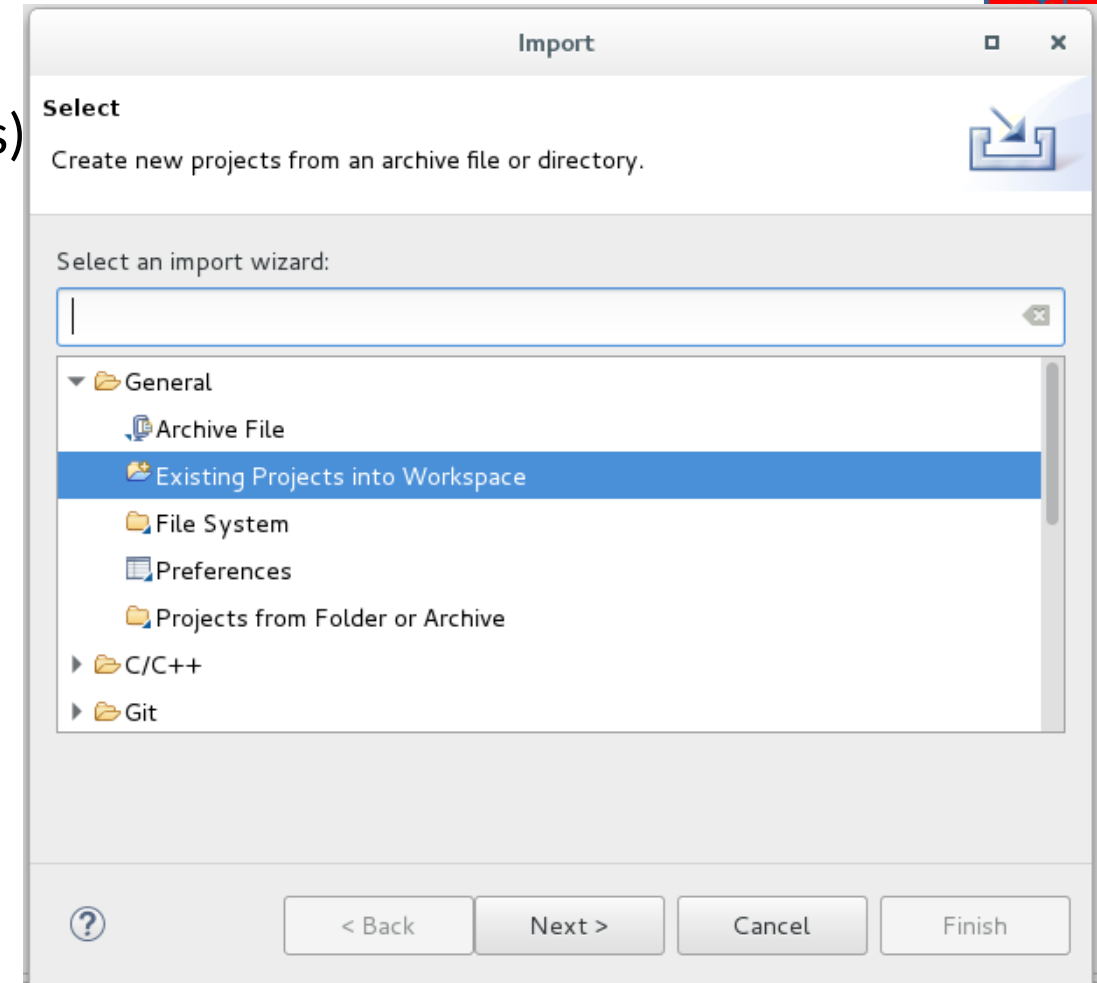 Import
Select
s)
Create new projects from an archive file or directory.
Select an import wizard:
General
Archive File
Existing Projects into Workspace
File System
Preferences
Projects from Folder or Archive
C/C++
Git
?
< Back
Next >
Cancel
Finish